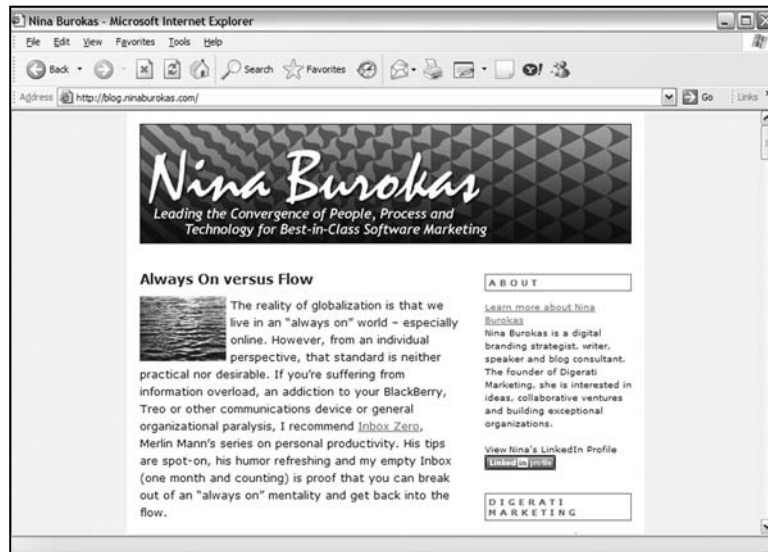 Nina Burokas - Microsoft Internet Explorer
File Edit View Favorites Tools Help
Back Search Favorites
Address http://blog.ninaburokas.com/ Go Links
Nina Burokas
Leading the Convergence of People, Process and
Technology for Best-in-Class Software Marketing
Always On versus Flow
The reality of globalization is that we
live in an “always on” world – especially
online. However, from an individual
perspective, that standard is neither
practical nor desirable. If you’re suffering from
information overload, an addiction to your BlackBerry,
Treo or other communications device or general
organizational paralysis, I recommend Inbox Zero,
Merlin Mann’s series on personal productivity. His tips
are spot-on, his humor refreshing and my empty Inbox
(one month and counting) is proof that you can break
out of an “always on” mentality and get back into the
flow.
ABOUT
Learn more about Nina
Burokas
Nina Burokas is a digital
branding strategist, writer,
speaker and blog consultant.
The founder of Digerati
Marketing, she is interested in
ideas, collaborative ventures
and building exceptional
organizations.
View Nina's LinkedIn Profile
Linked in profile
DIGERATI
MARKETING